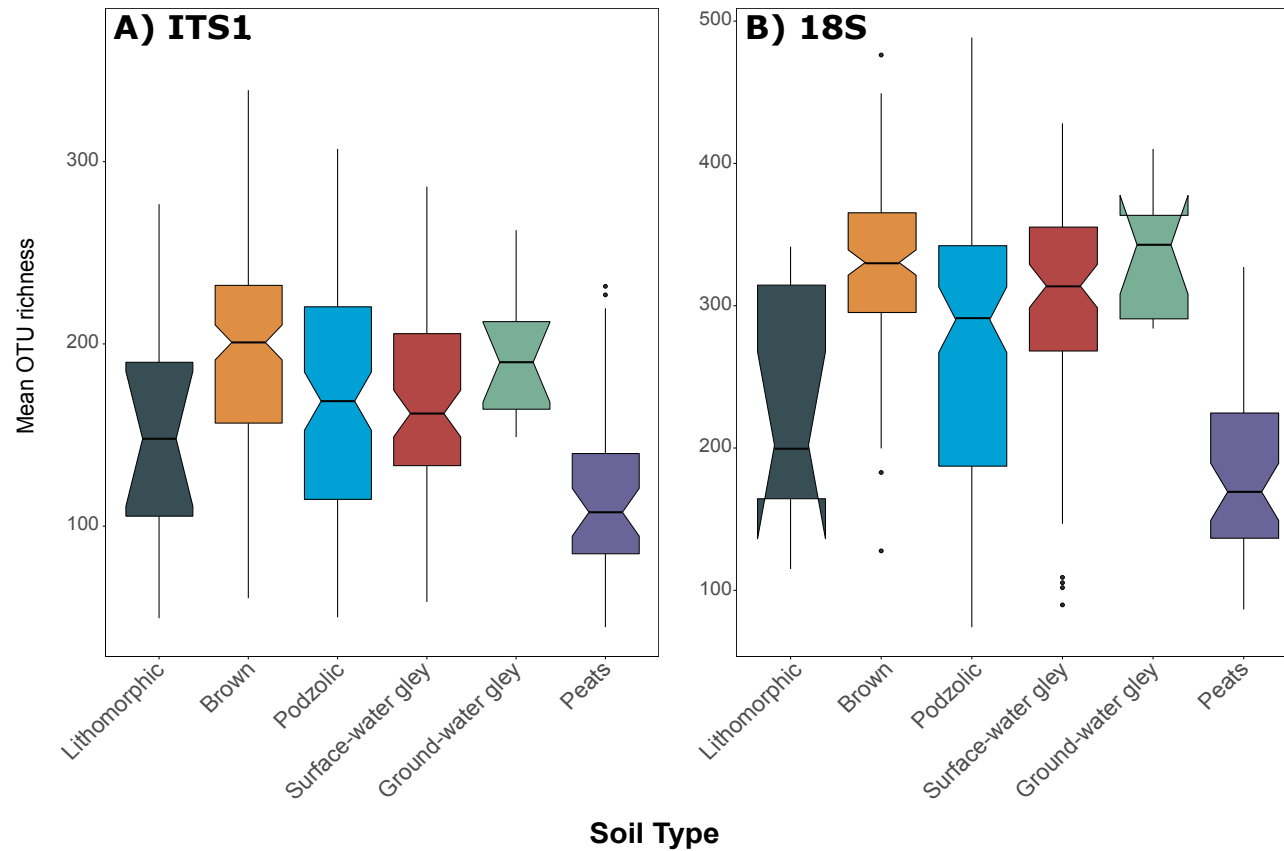 A) ITS1
B) 18S
Mean OTU richness
300
200
100
500
400
300
200
100
Lithomorphic
Brown
Podzolic
Surface-water gley
Ground-water gley
Peats
Lithomorphic
Brown
Podzolic
Surface-water gley
Ground-water gley
Peats
Soil Type